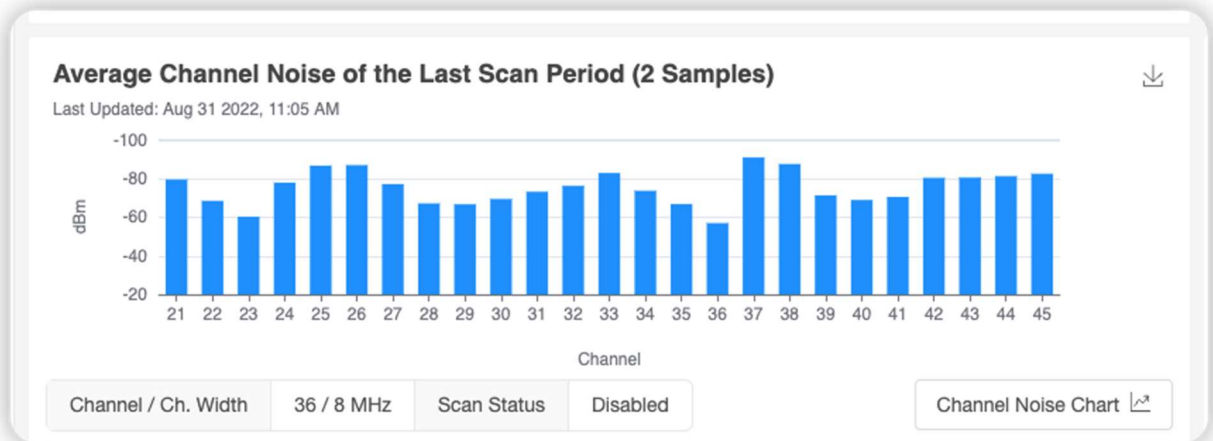 Average Channel Noise of the Last Scan Period (2 Samples)
Last Updated: Aug 31 2022, 11:05 AM
-100
-80
-60
-40
-20
dBm
21 22 23 24 25 26 27 28 29 30 31 32 33 34 35 36 37 38 39 40 41 42 43 44 45
Channel
Channel / Ch. Width 36 / 8 MHz Scan Status Disabled Channel Noise Chart